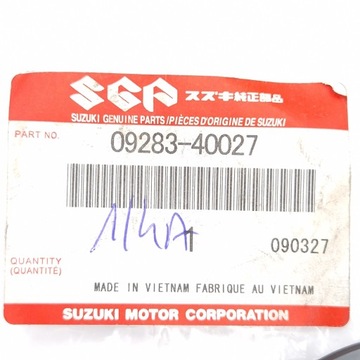 SGP スズキ純正部品
SUZUKI GENUINE PARTS/PIÈCES D'ORIGINE DE SUZUKI
PART NO. 09283-40027
1 090327
QUANTITY
(QUANTITÉ)
MADE IN VIETNAM FABRIQUE AU VIETNAM
SUZUKI MOTOR CORPORATION